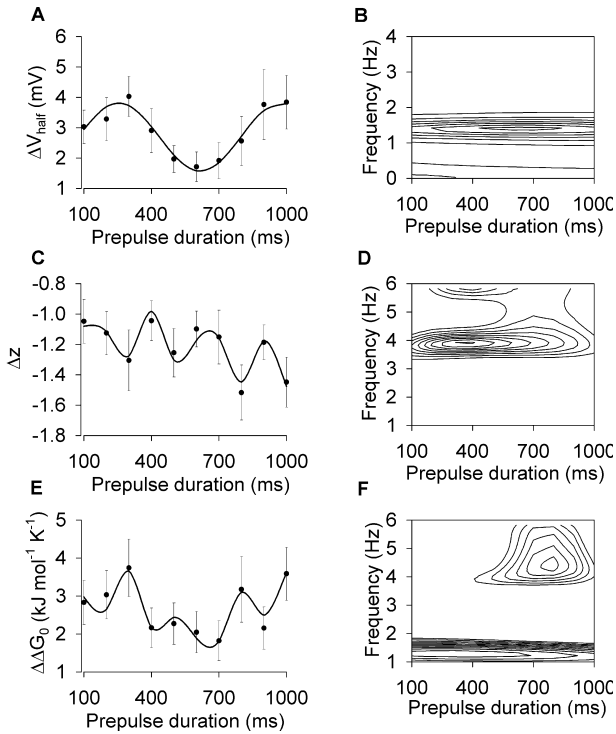 A
6
5
4
3
2
1
ΔV_half (mV)
100 400 700 1000
Prepulse duration (ms)
B
4
3
2
1
0
Frequency (Hz)
100 400 700 1000
Prepulse duration (ms)
C
-0.8
-1.0
-1.2
-1.4
-1.6
-1.8
Δz
100 400 700 1000
Prepulse duration (ms)
D
6
5
4
3
2
1
Frequency (Hz)
100 400 700 1000
Prepulse duration (ms)
E
5
4
3
2
1
ΔΔG₀ (kJ mol⁻¹ K⁻¹)
100 400 700 1000
Prepulse duration (ms)
F
6
5
4
3
2
1
Frequency (Hz)
100 400 700 1000
Prepulse duration (ms)